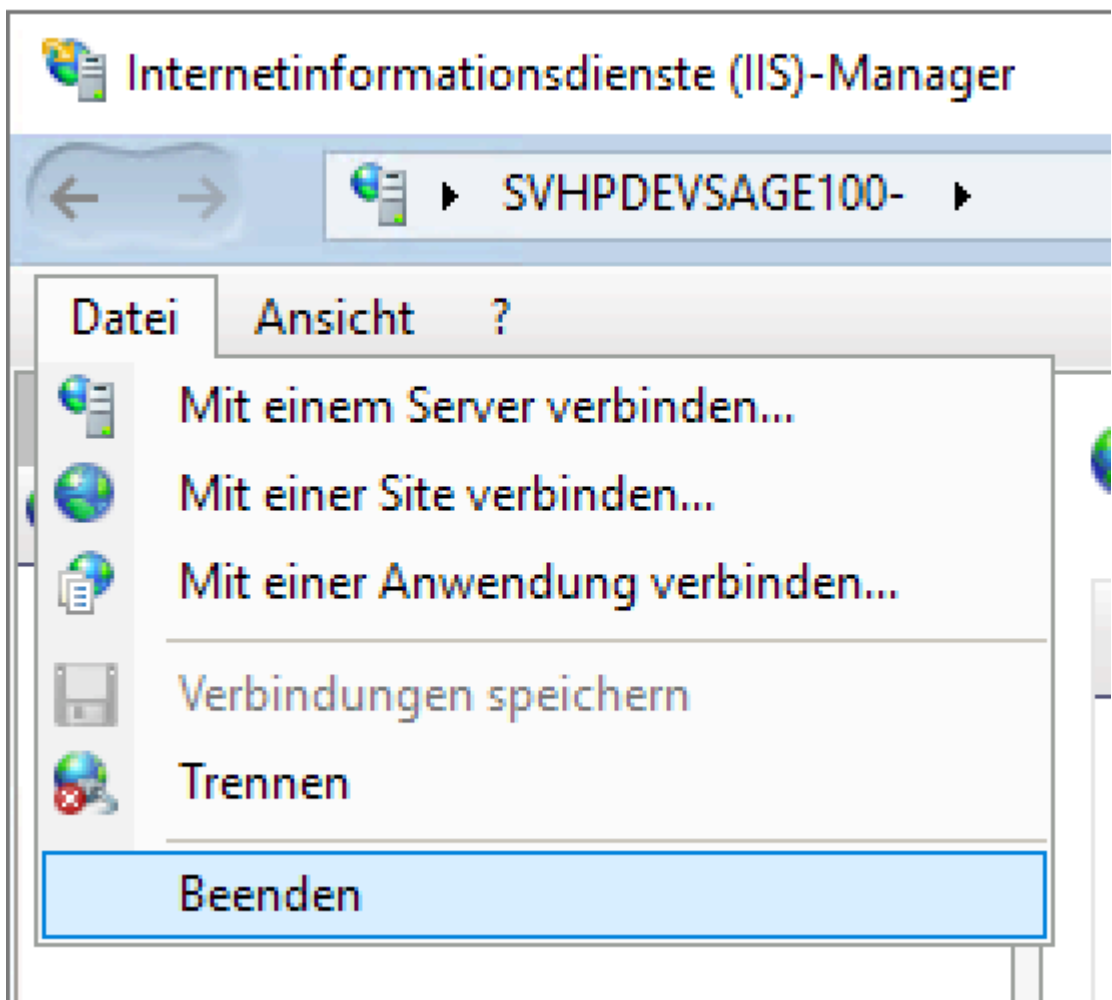 Internetinformationsdienste (IIS)-Manager
SVHPDEVSAGE100-
Datei Ansicht ?
Mit einem Server verbinden...
Mit einer Site verbinden...
Mit einer Anwendung verbinden...
Verbindungen speichern
Trennen
Beenden